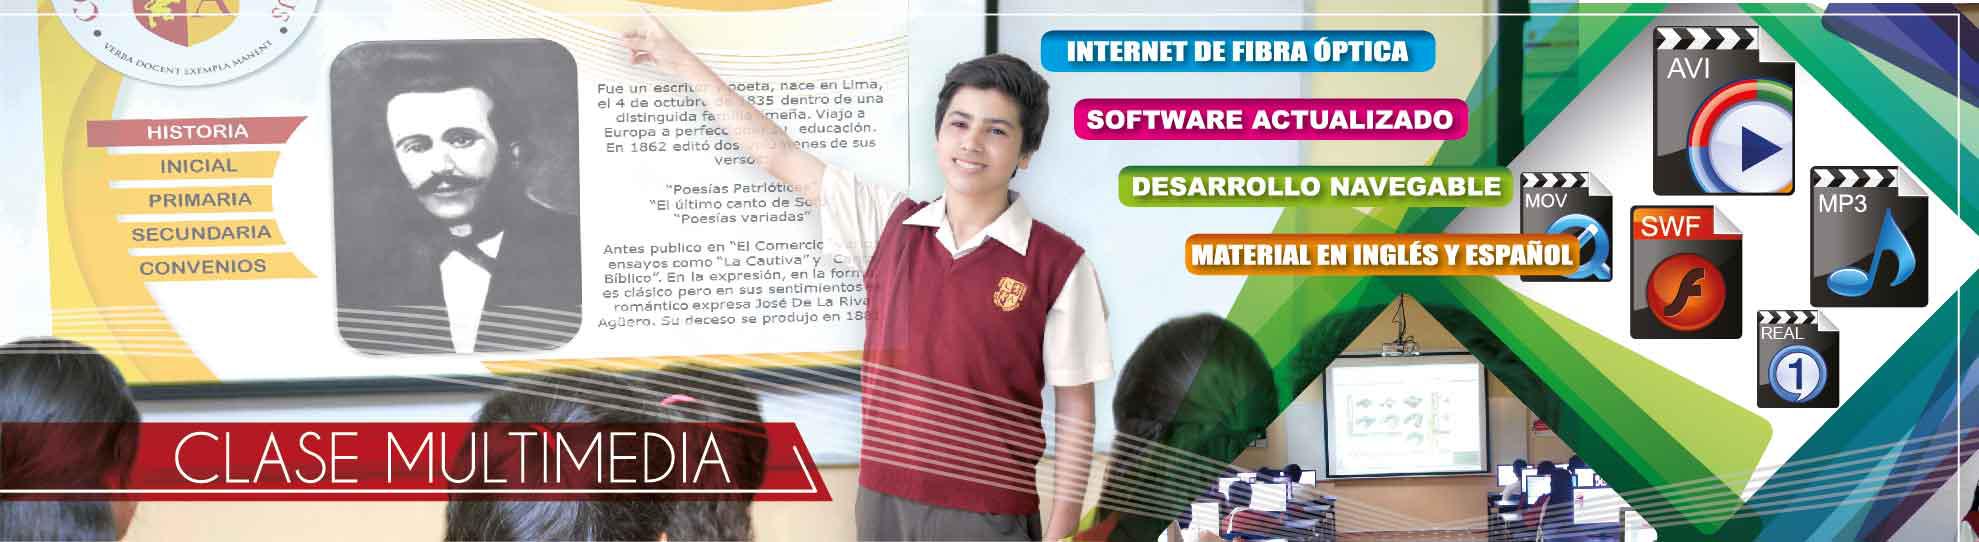 VERBA DOCENT EXEMPLA MANENT
HISTORIA
INICIAL
PRIMARIA
SECUNDARIA
CONVENIOS
Fue un escritor poeta, nace en Lima,
el 4 de octubre 1835 dentro de una
distinguida familia limeña. Viajo a
Europa a perfeccionar educación.
En 1862 editó dos volúmenes de sus
versos:
"Poesías Patrióticas"
"El último canto de
"Poesías variadas"
Antes publico en "El Comercio" varios
ensayos como "La Cautiva" y
Bíblico". En la expresión, en la forma
es clásico pero en sus sentimientos
romántico expresa José De La Riva
Agüero. Su deceso se produjo en
CLASE MULTIMEDIA
INTERNET DE FIBRA ÓPTICA
SOFTWARE ACTUALIZADO
DESARROLLO NAVEGABLE
MATERIAL EN INGLÉS Y ESPAÑOL
AVI
MOV
SWF
MP3
REAL
1